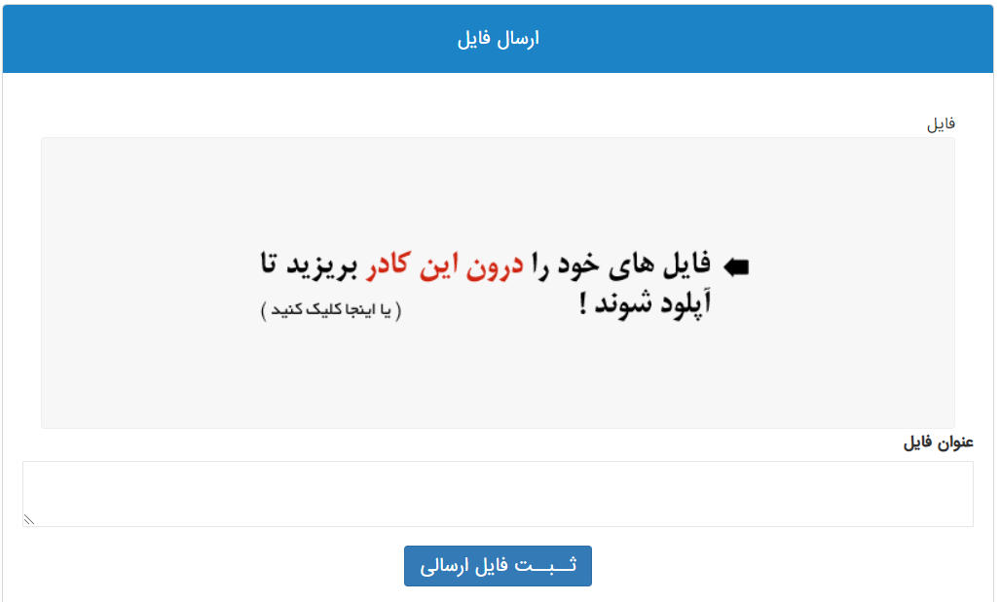 ارسال فایل
فایل
فایل های خود را درون این کادر بریزید تا
آپلود شوند !
( یا اینجا کلیک کنید )
عنوان فایل
ثــبــت فایل ارسالی